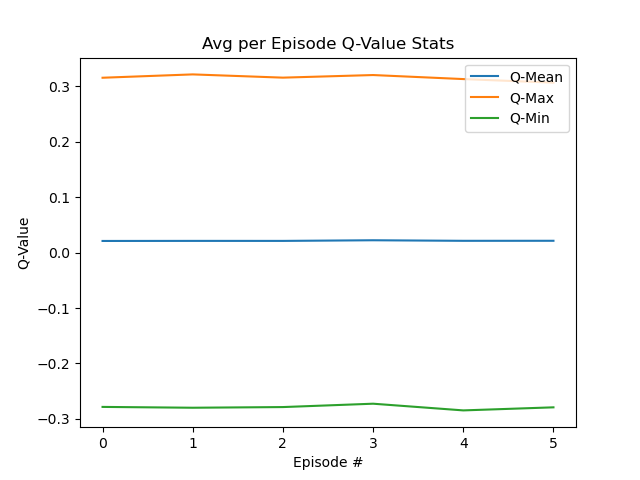 Avg per Episode Q-Value Stats
Q-Value
0.3
0.2
0.1
0.0
−0.1
−0.2
−0.3
Q-Mean
Q-Max
Q-Min
0 1 2 3 4 5
Episode #